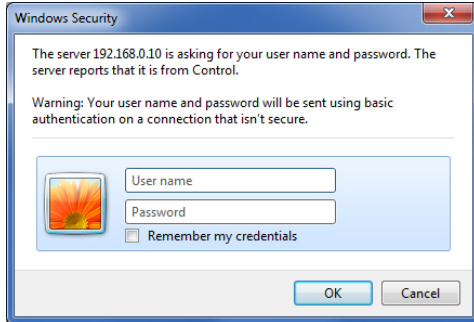 Windows Security
The server 192.168.0.10 is asking for your user name and password. The
server reports that it is from Control.
Warning: Your user name and password will be sent using basic
authentication on a connection that isn't secure.
User name
Password
Remember my credentials
OK
Cancel